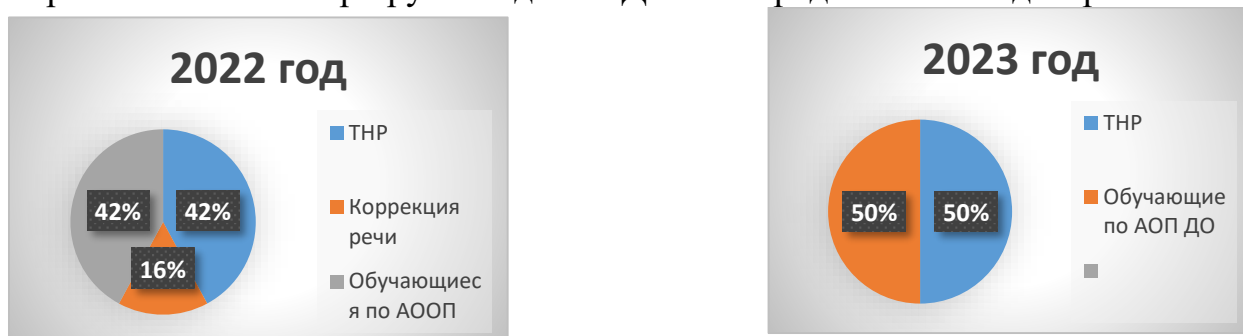 2022 год
42%
42%
16%
ТНР
Коррекция
речи
Обучающиес
я по АООП
2023 год
50%
50%
ТНР
Обучающие
по АОП ДО